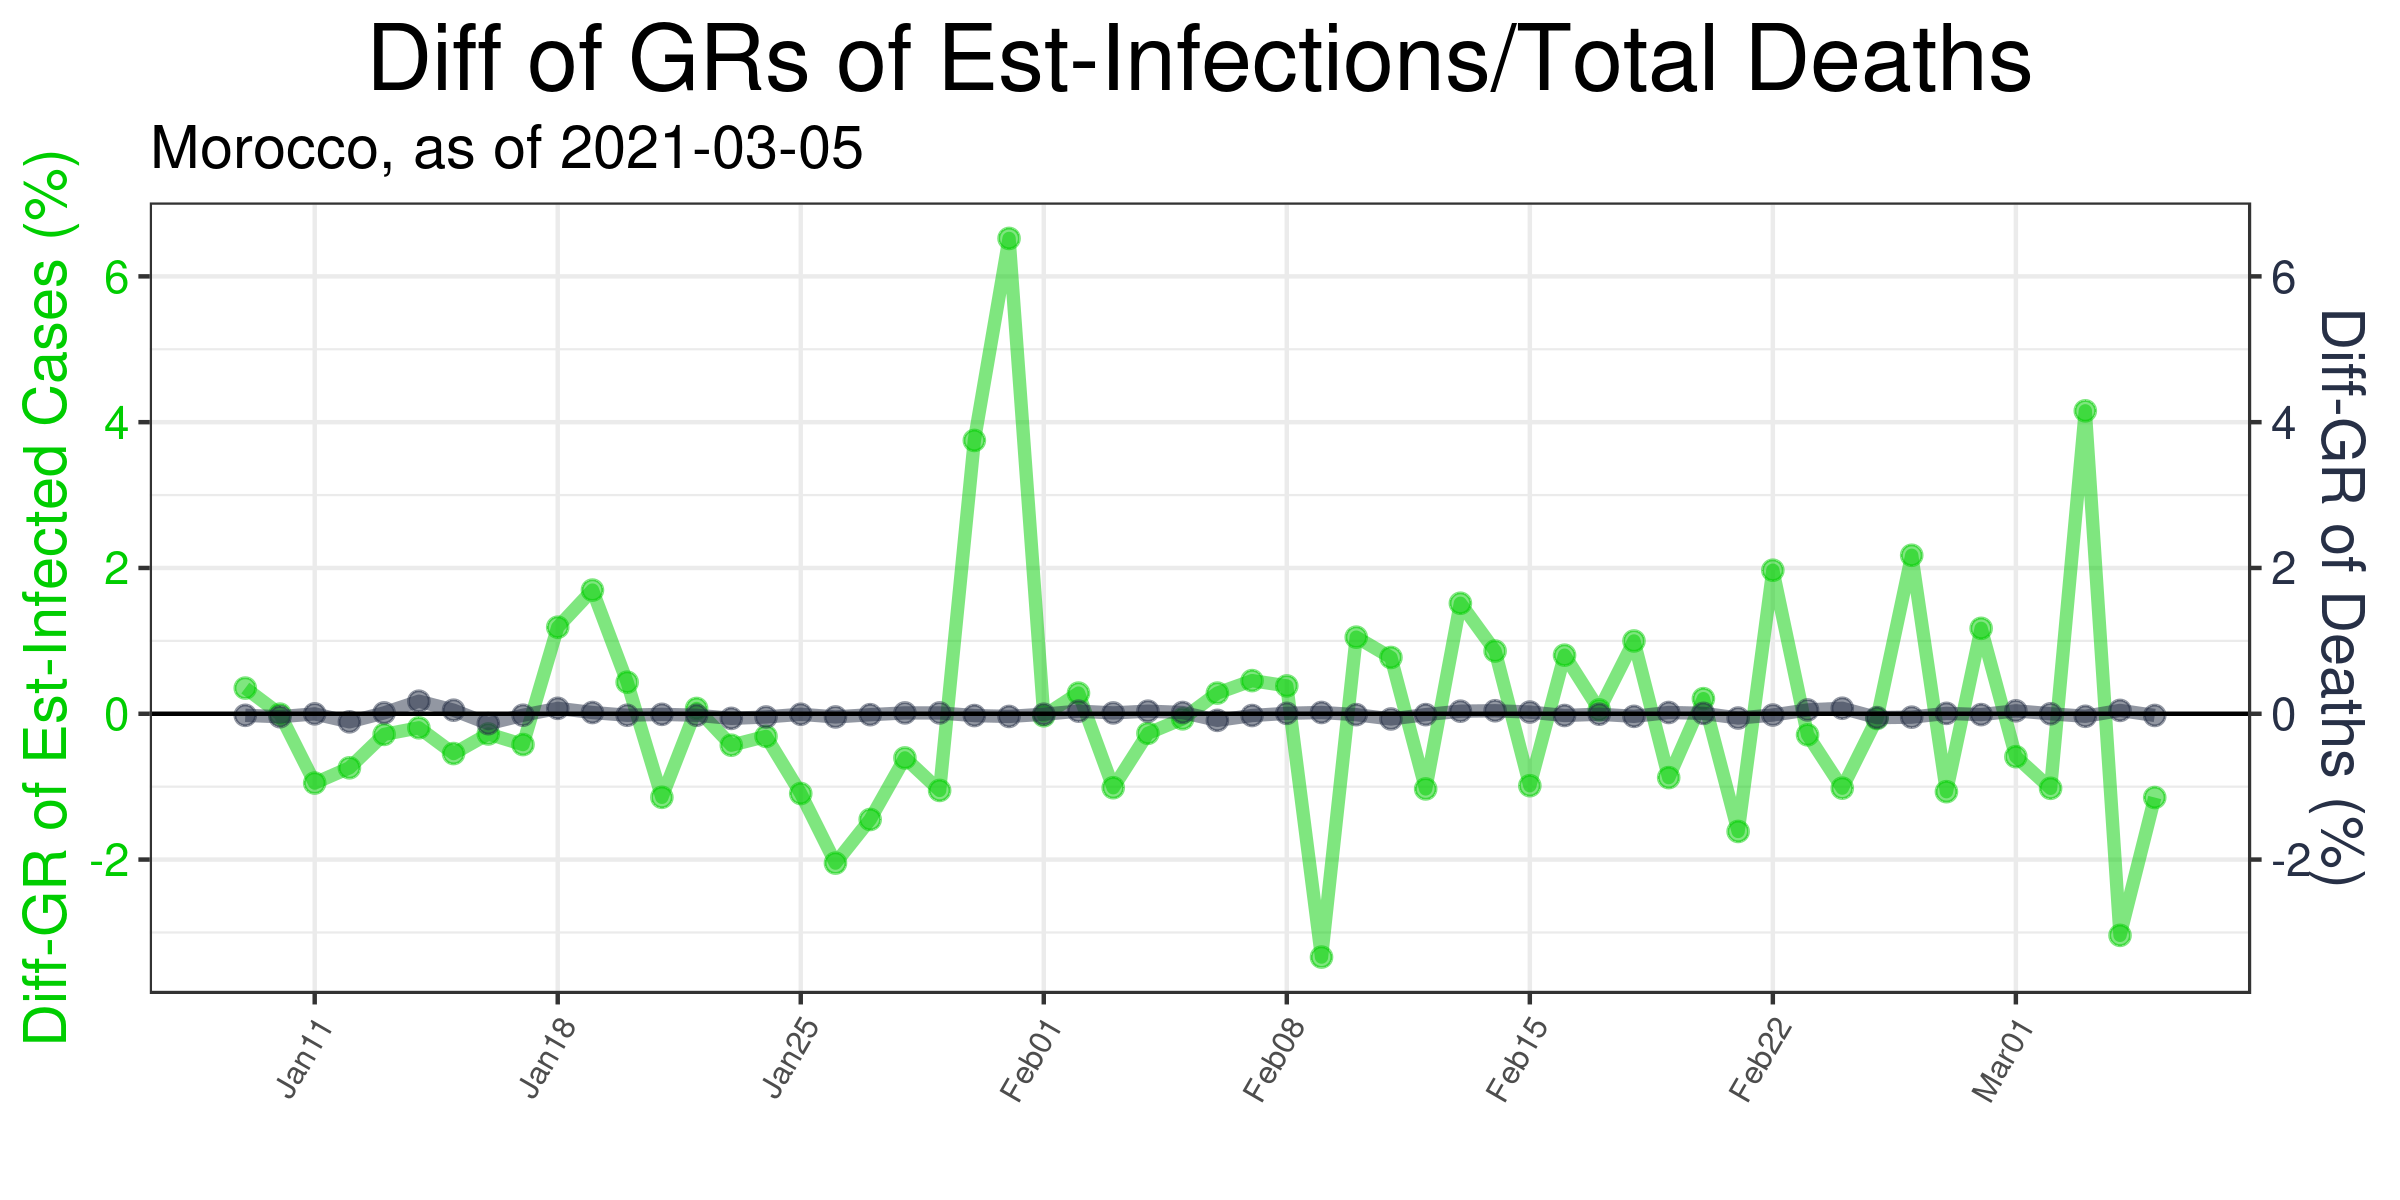 Diff of GRs of Est-Infections/Total Deaths
Morocco, as of 2021-03-05
Diff-GR of Est-Infected Cases (%)
6
4
2
0
-2
6
4
2
0
-2
Diff-GR of Deaths (%)
Jan11
Jan18
Jan25
Feb01
Feb08
Feb15
Feb22
Mar01